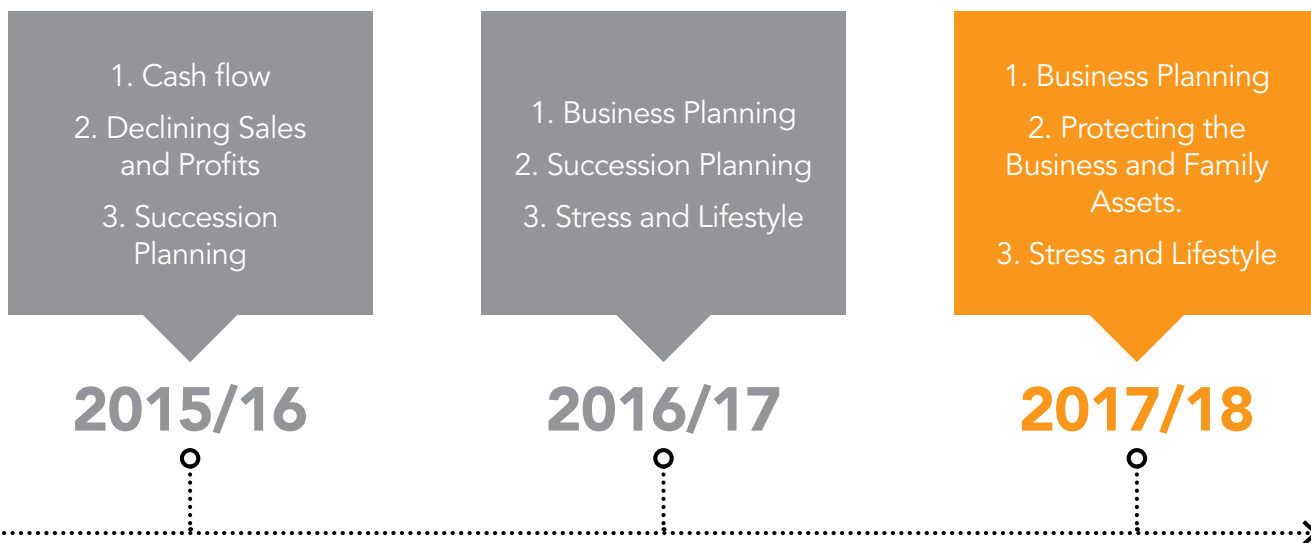 1. Cash flow
2. Declining Sales
and Profits
3. Succession
Planning
2015/16
1. Business Planning
2. Succession Planning
3. Stress and Lifestyle
2016/17
1. Business Planning
2. Protecting the
Business and Family
Assets.
3. Stress and Lifestyle
2017/18